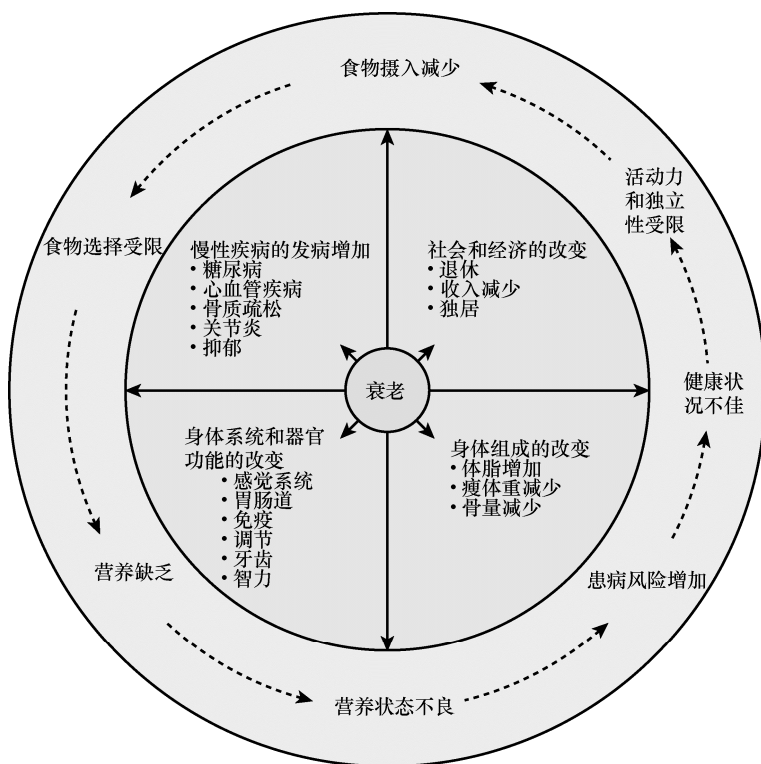 食物摄入减少
活动力
和独立
性受限
食物选择受限
慢性疾病的发病增加
• 糖尿病
• 心血管疾病
• 骨质疏松
• 关节炎
• 抑郁
社会和经济的改变
• 退休
• 收入减少
• 独居
衰老
健康状
况不佳
身体系统和器官
功能的改变
• 感觉系统
• 胃肠道
• 免疫
• 调节
• 牙齿
• 智力
身体组成的改变
• 体脂增加
• 瘦体重减少
• 骨量减少
营养缺乏
患病风险增加
营养状态不良